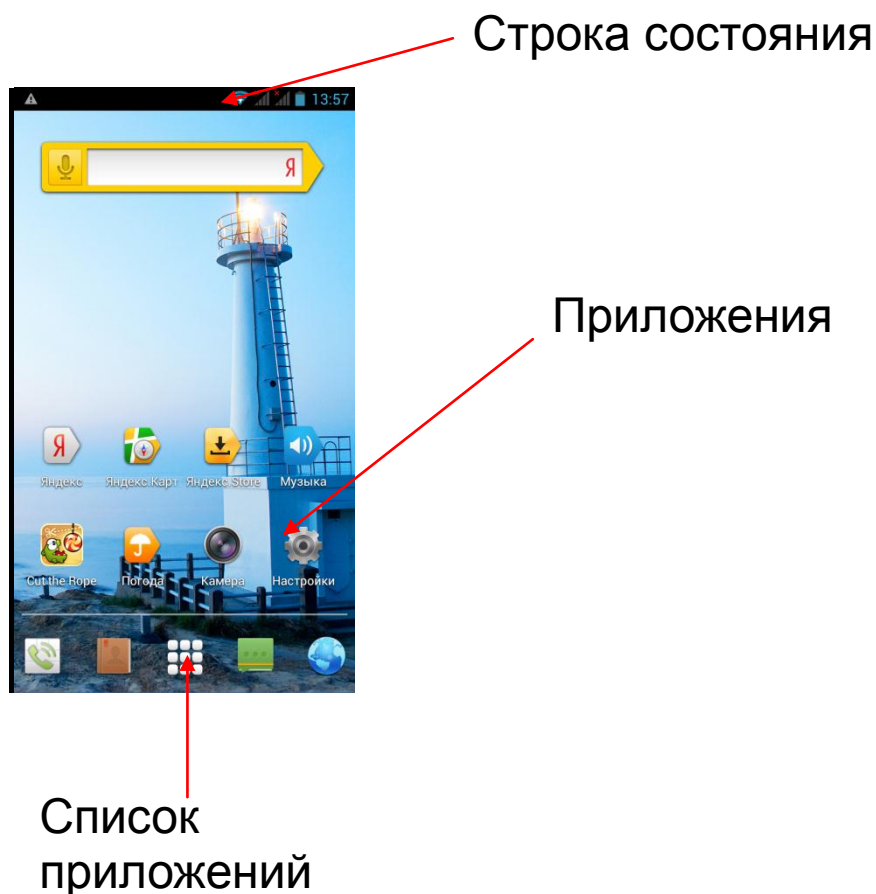 Строка состояния
13:57
Я
Приложения
Я
Яндекс Яндекс.Карт Яндекс.Store Музыка
Cut the Rope Погода Камера Настройки
Список
приложений